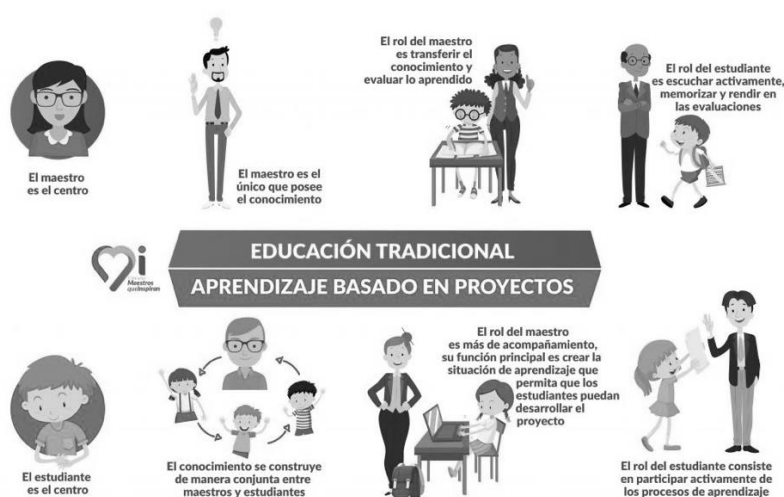 El maestro
es el centro
El maestro es el
único que posee
el conocimiento
El rol del maestro
es transferir el
conocimiento y
evaluar lo aprendido
El rol del estudiante
es escuchar activamente,
memorizar y rendir en
las evaluaciones
EDUCACIÓN TRADICIONAL
APRENDIZAJE BASADO EN PROYECTOS
Maestros
queInspiran
El estudiante
es el centro
El conocimiento se construye
de manera conjunta entre
maestros y estudiantes
El rol del maestro
es más de acompañamiento,
su función principal es crear la
situación de aprendizaje que
permita que los
estudiantes puedan
desarrollar el
proyecto
El rol del estudiante consiste
en participar activamente de
los procesos de aprendizaje